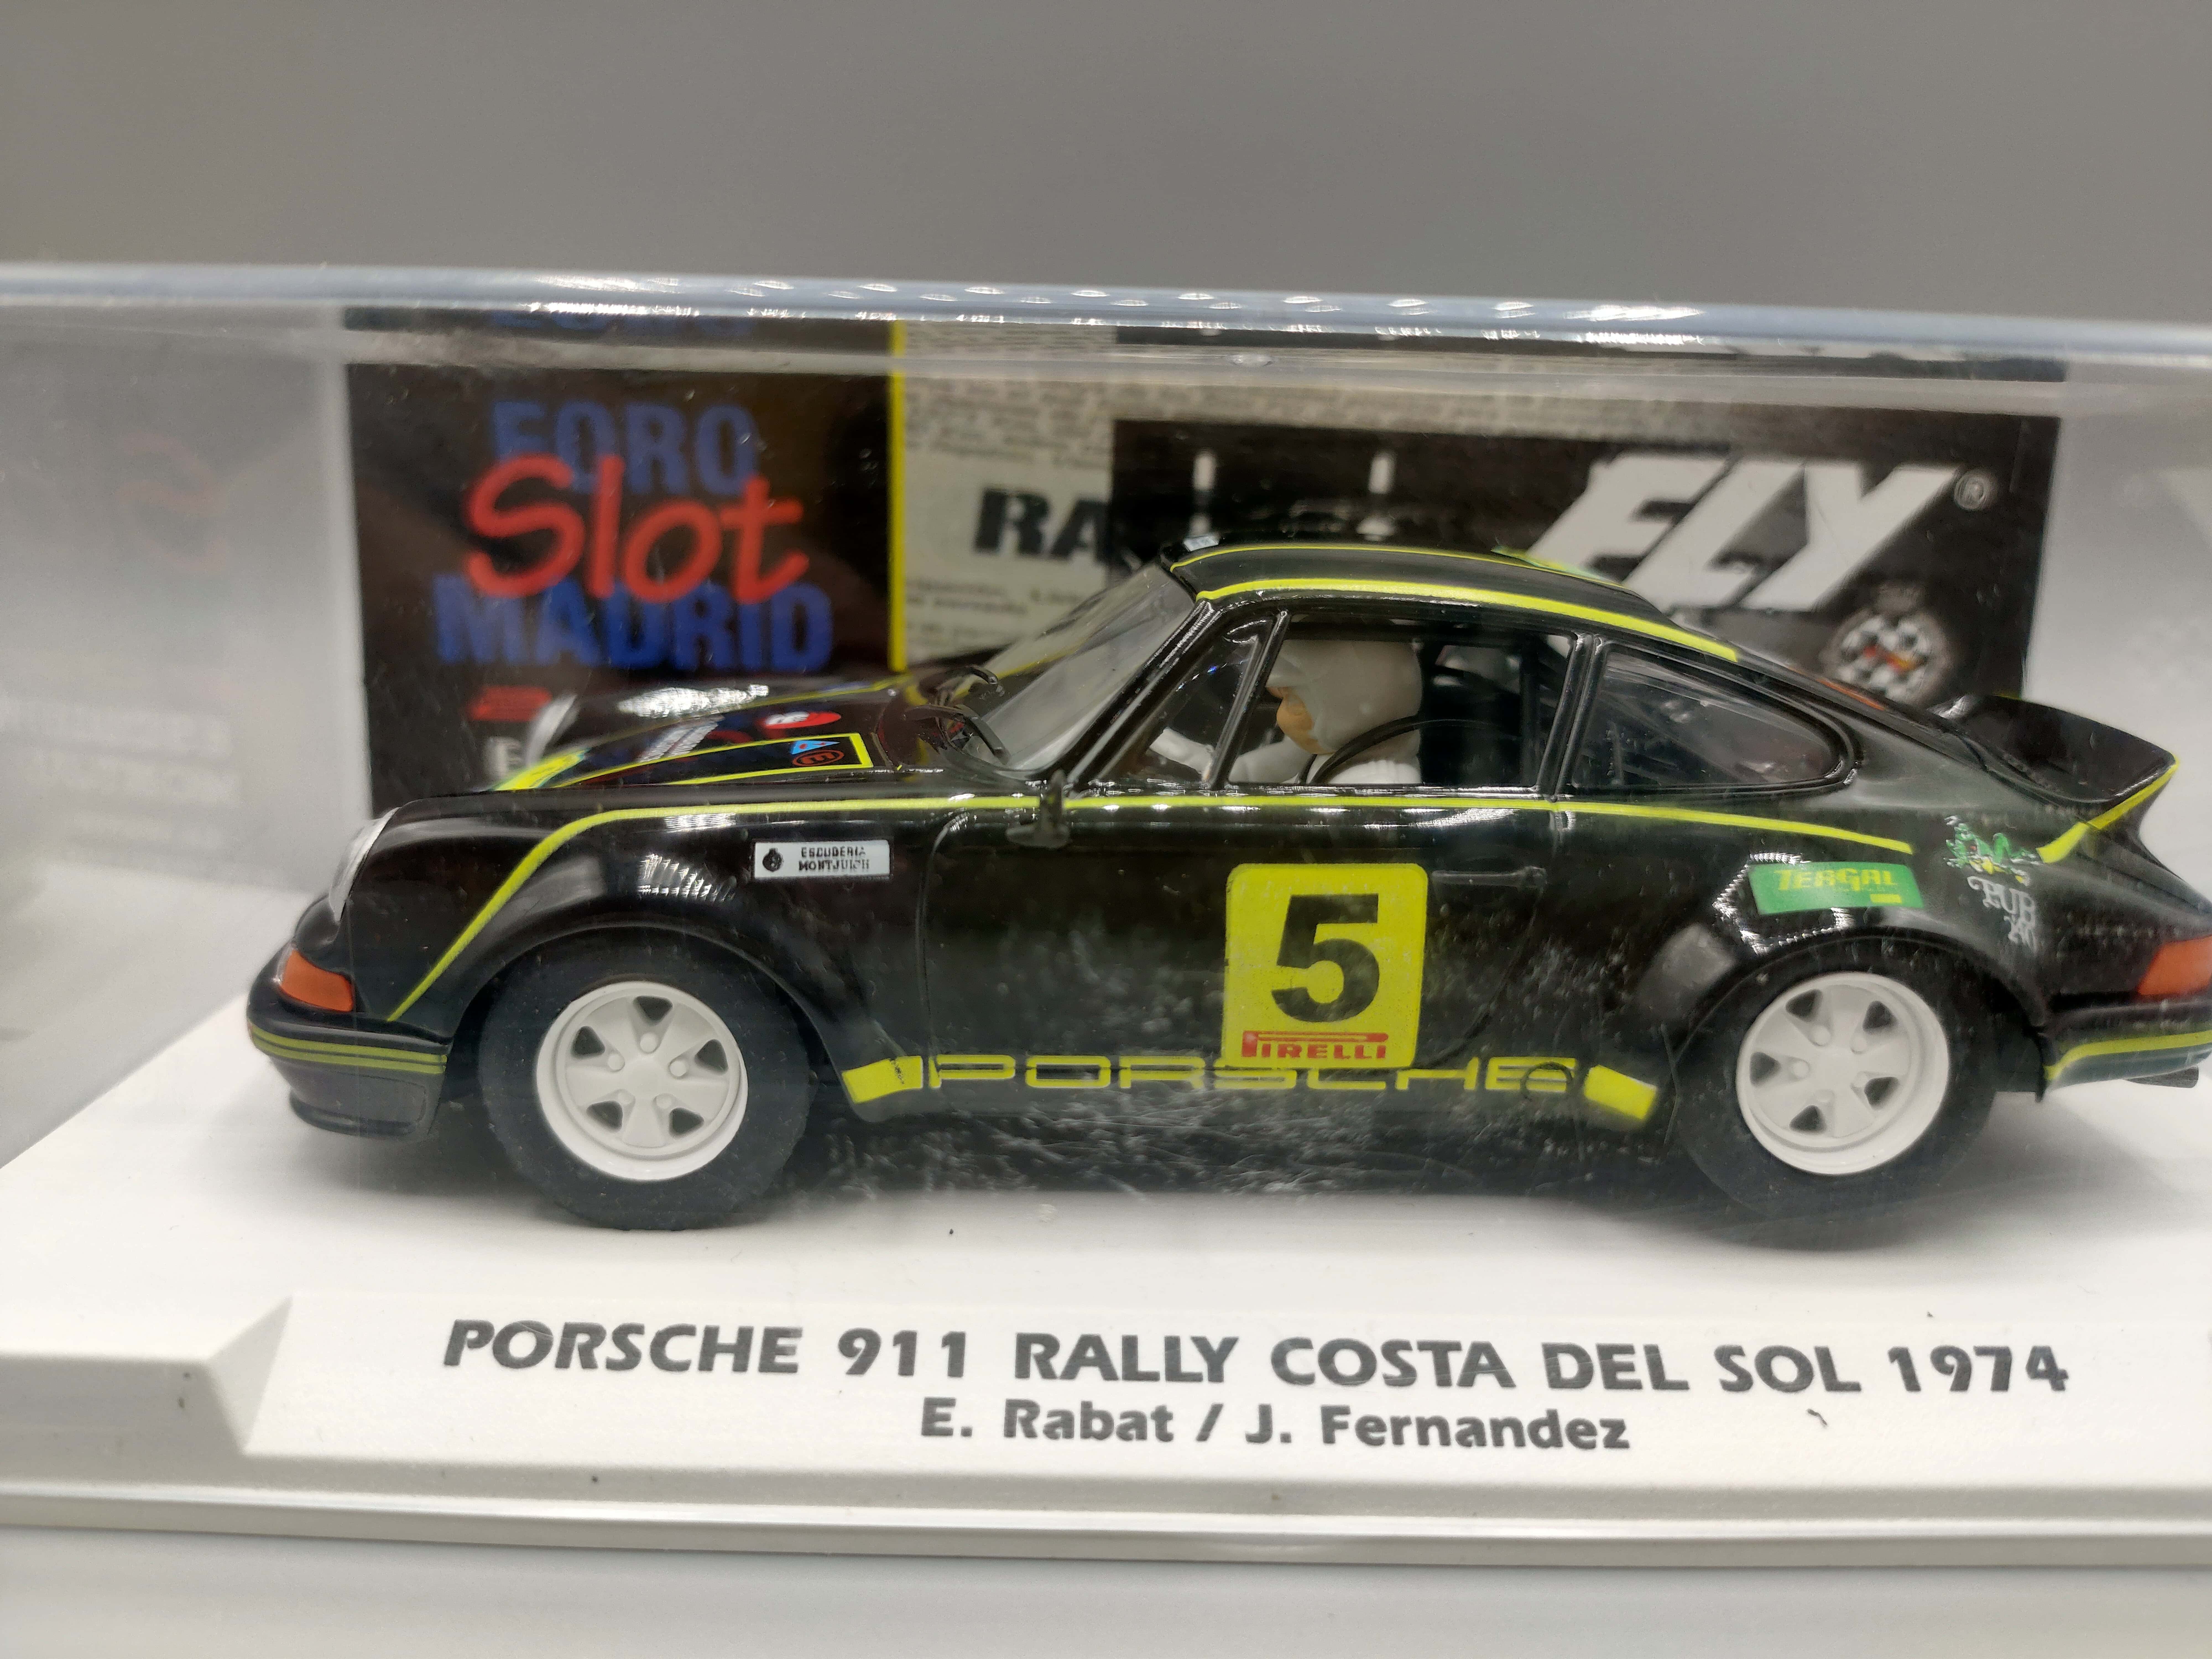 FORO
Slot
MADRID
RA
FLY®
ESCUDERIA
MONTJUICH
5
PIRELLI
PORSCHE
TERGAL
PUB
PORSCHE 911 RALLY COSTA DEL SOL 1974
E. Rabat / J. Fernandez